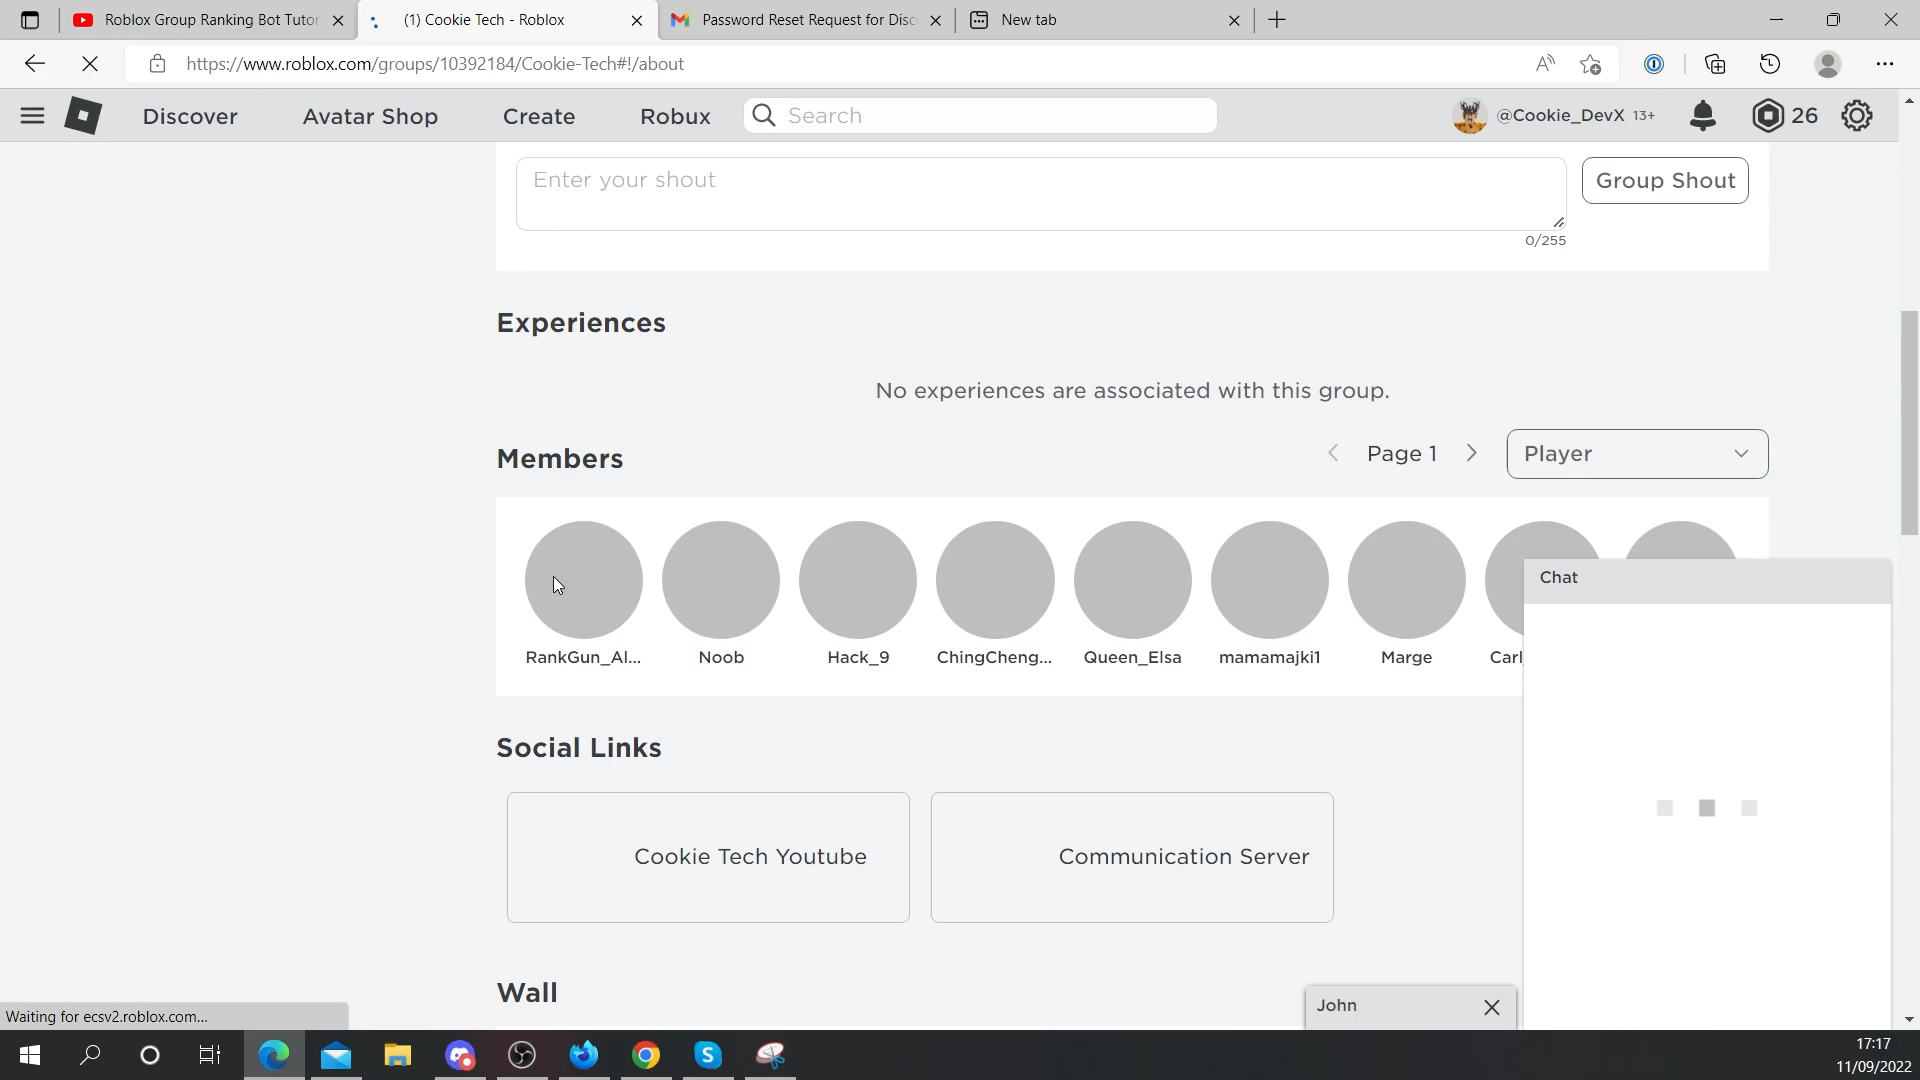 Roblox Group Ranking Bot Tutor
(1) Cookie Tech - Roblox
Password Reset Request for Disc
New tab
https://www.roblox.com/groups/10392184/Cookie-Tech#!/about
Discover
Avatar Shop
Create
Robux
Search
@Cookie_DevX 13+
26
Enter your shout
Group Shout
0/255
Experiences
No experiences are associated with this group.
Members
Page 1
Player
RankGun_Al...
Noob
Hack_9
ChingCheng...
Queen_Elsa
mamamajki1
Marge
Carl
Chat
Social Links
Cookie Tech Youtube
Communication Server
Wall
John
Waiting for ecsv2.roblox.com...
17:17
11/09/2022